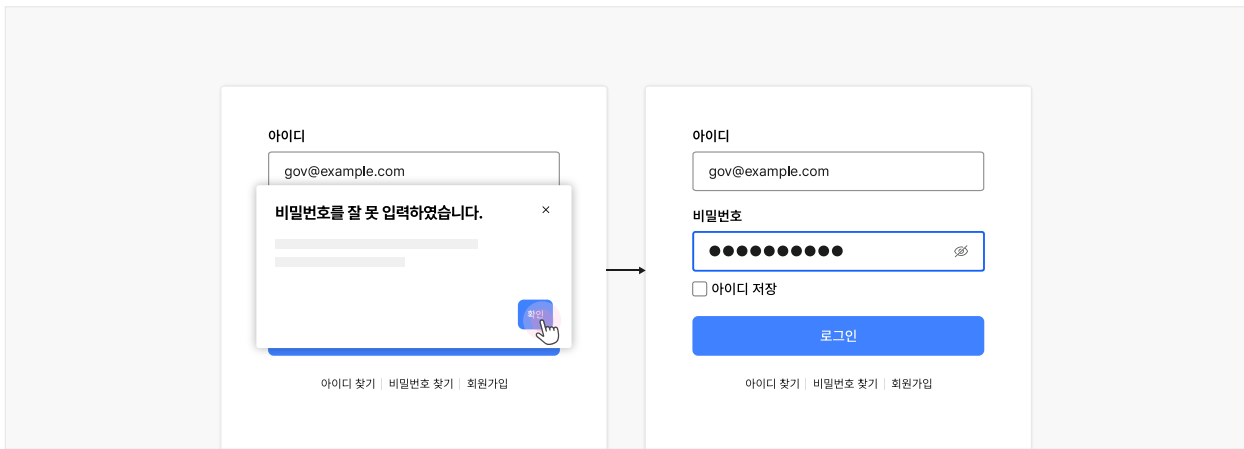 아이디
gov@example.com
비밀번호를 잘 못 입력하였습니다.
확인
아이디 찾기 | 비밀번호 찾기 | 회원가입
아이디
gov@example.com
비밀번호
●●●●●●●●●●
아이디 저장
로그인
아이디 찾기 | 비밀번호 찾기 | 회원가입